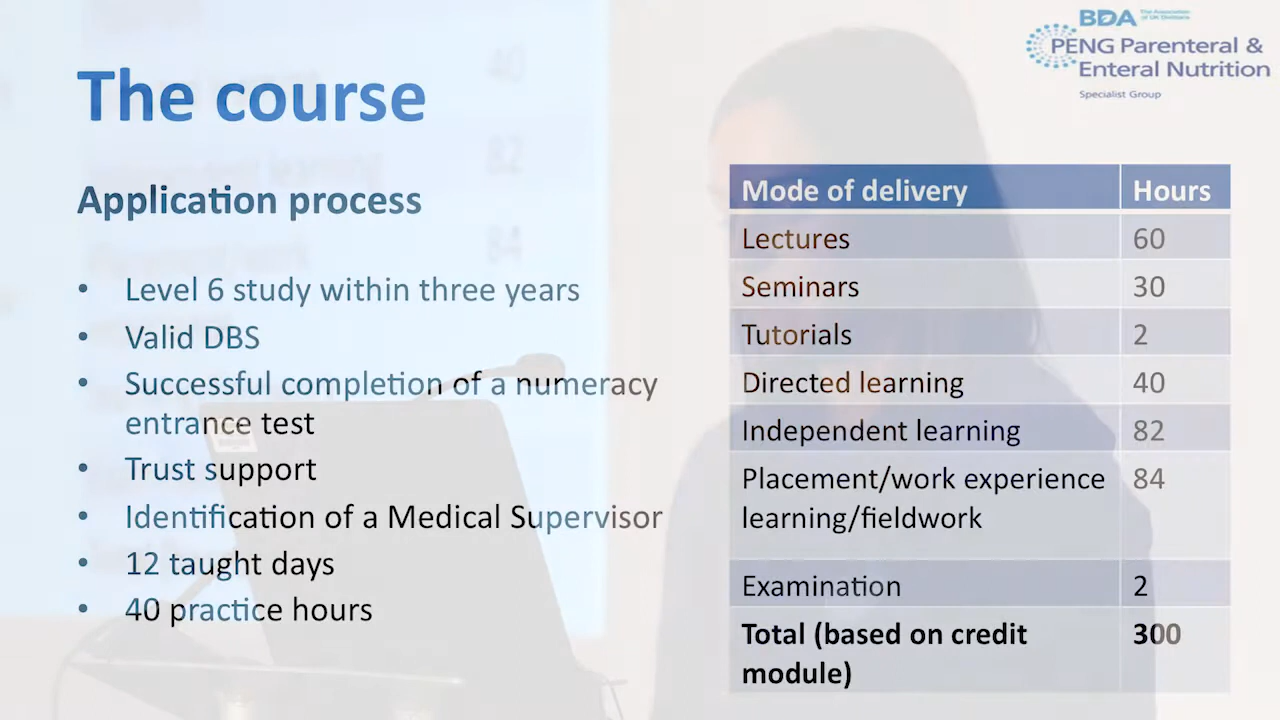 BDA The Association of UK Dietitians
PENG Parenteral &
Enteral Nutrition
Specialist Group
The course
Application process
• Level 6 study within three years
• Valid DBS
• Successful completion of a numeracy
entrance test
• Trust support
• Identification of a Medical Supervisor
• 12 taught days
• 40 practice hours
Mode of delivery Hours
Lectures 60
Seminars 30
Tutorials 2
Directed learning 40
Independent learning 82
Placement/work experience 84
learning/fieldwork
Examination 2
Total (based on credit 300
module)
40
82
84